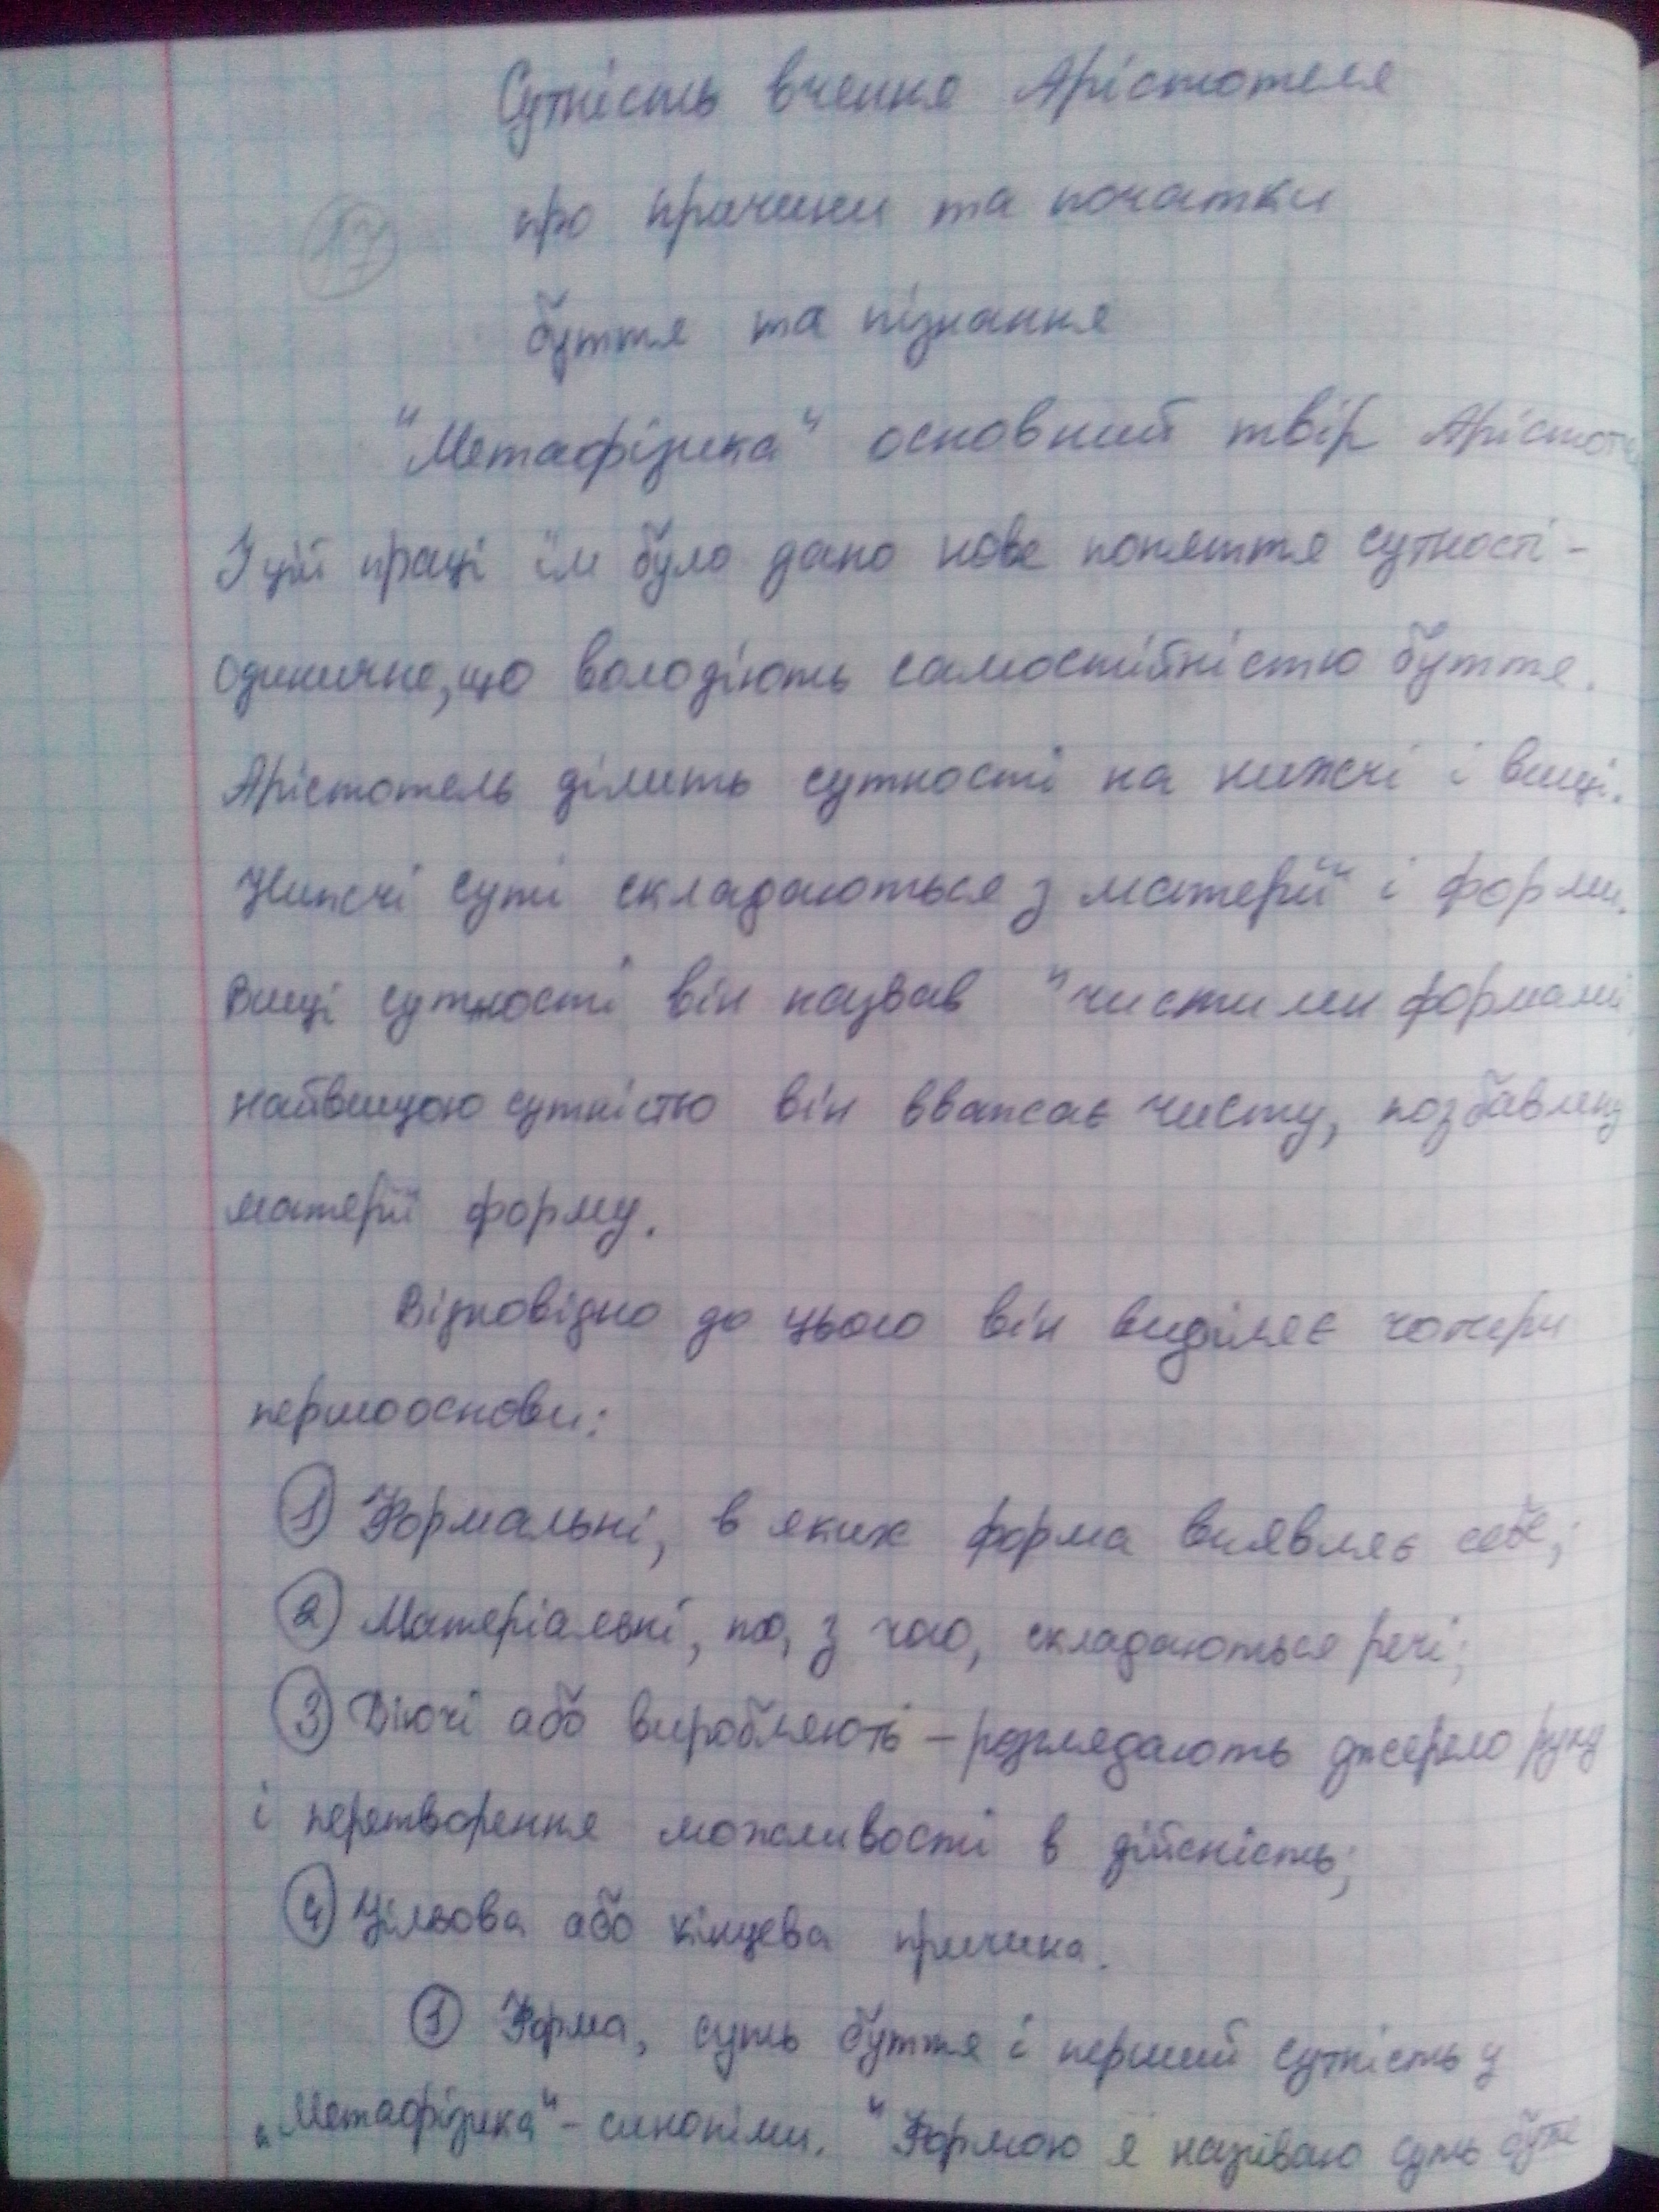 Сутність вчення Арістотеля
17
про причини та початки
буття та пізнання
"Метафізика" основний твір Арістоте
У цій праці їм було дано нове поняття сутності -
одиничне, що володіють самостійністю буття.
Арістотель ділить сутності на нижчі і вищі.
Нижчі суті складаються з матерії і форми.
Вищі сутності він назвав "чистими формами
найвищою сутністю він вважає чисту, позбавлену
матерії форму.
Відповідно до цього він виділяє чотири
першооснови:
① Формальні, в яких форма виявляє себе;
② Матеріальні, з чого, складаються речі;
③ Діючі або виробляють – розглядають джерело руху
і перетворення можливості в дійсність;
④ Цільова або кінцева причина.
① Форма, суть буття і перший сутність у
"Метафізика" - синоніми. "Формою я називаю суть буття